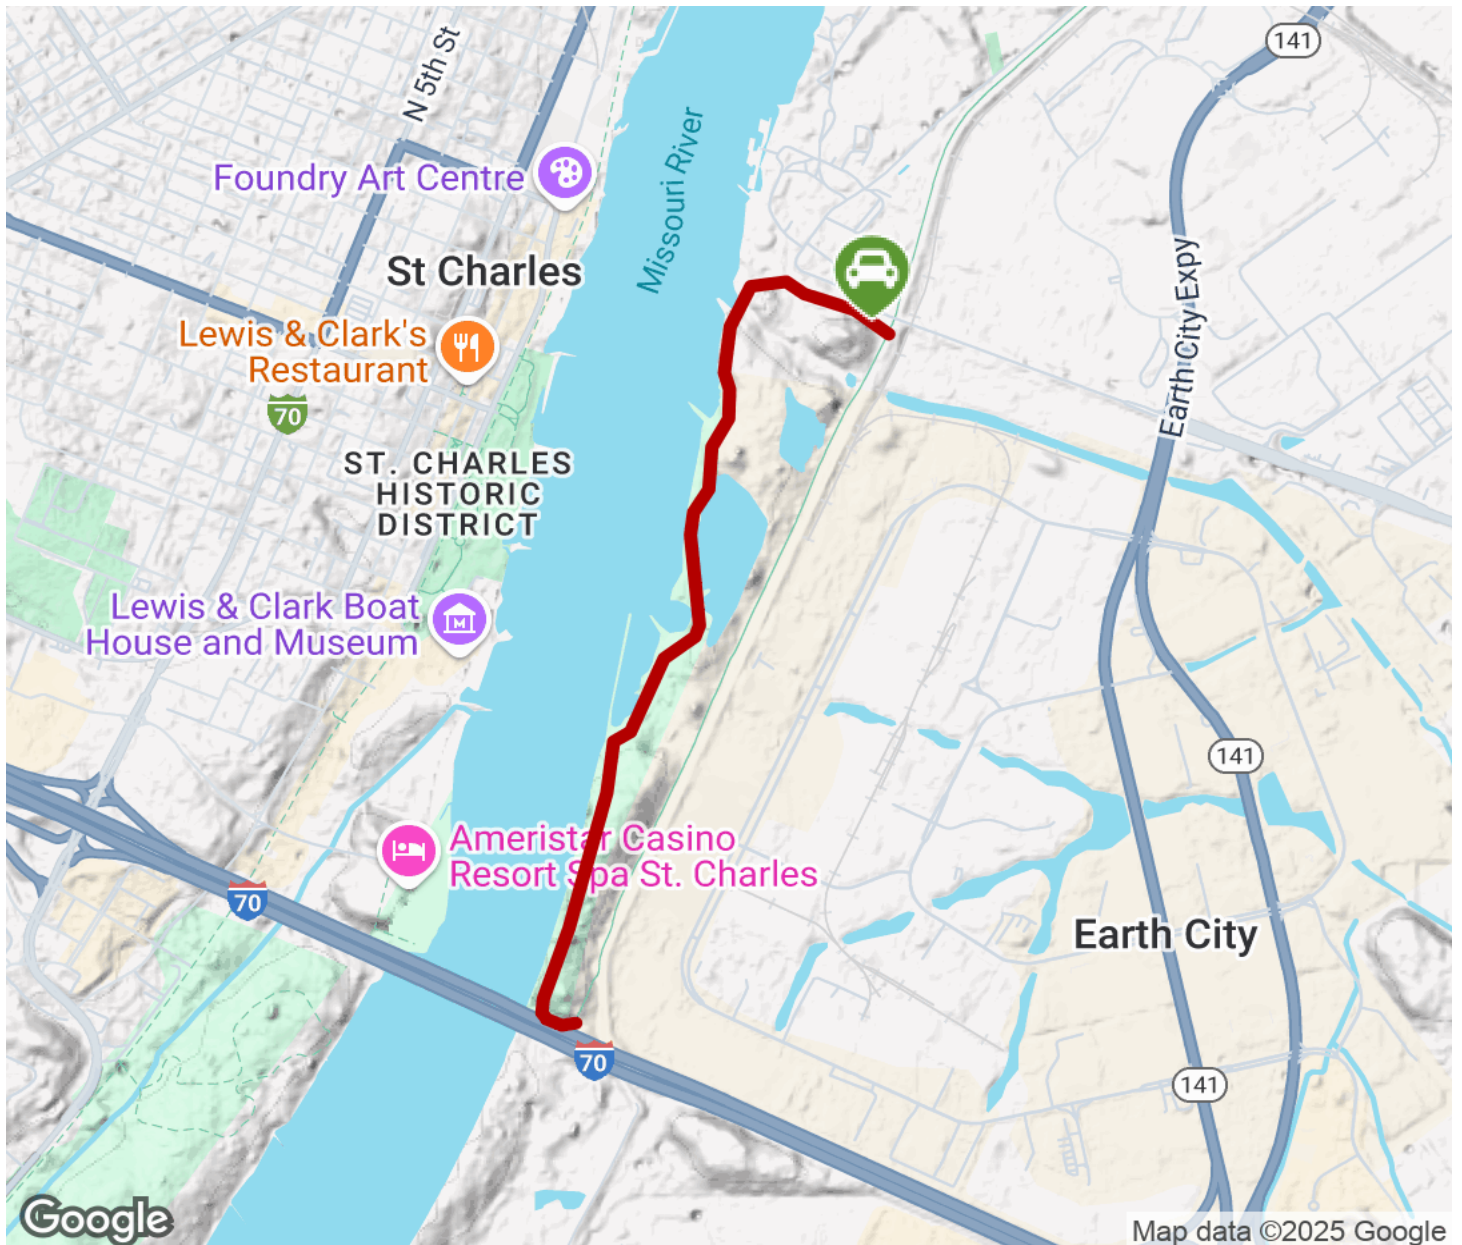 141
N 5th St
Foundry Art Centre
Missouri River
St Charles
Earth City Expy
Lewis & Clark's
Restaurant
70
ST. CHARLES
HISTORIC
DISTRICT
Lewis & Clark Boat
House and Museum
M
141
Ameristar Casino
Resort Spa St. Charles
70
Earth City
70
141
Google
Map data ©2025 Google